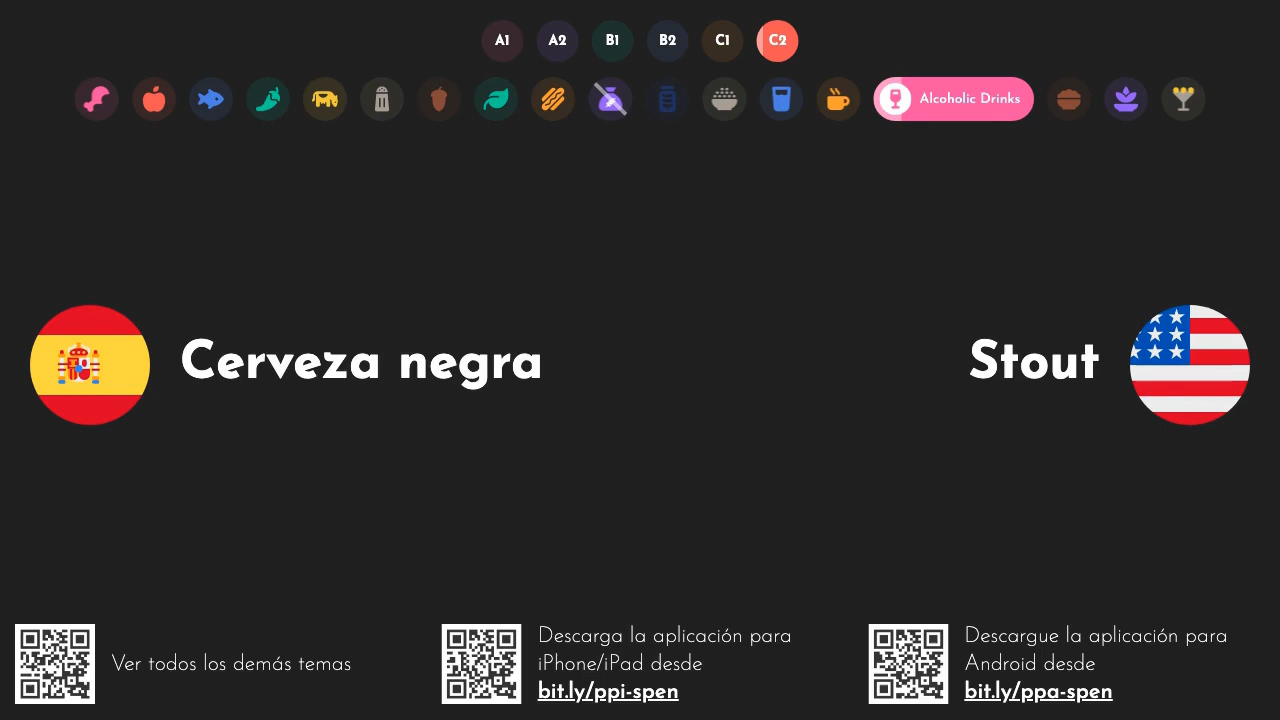 A1 A2 B1 B2 C1 C2
Alcoholic Drinks
Cerveza negra
Stout
Ver todos los demás temas
Descarga la aplicación para
iPhone/iPad desde
bit.ly/ppi-spen
Descargue la aplicación para
Android desde
bit.ly/ppa-spen